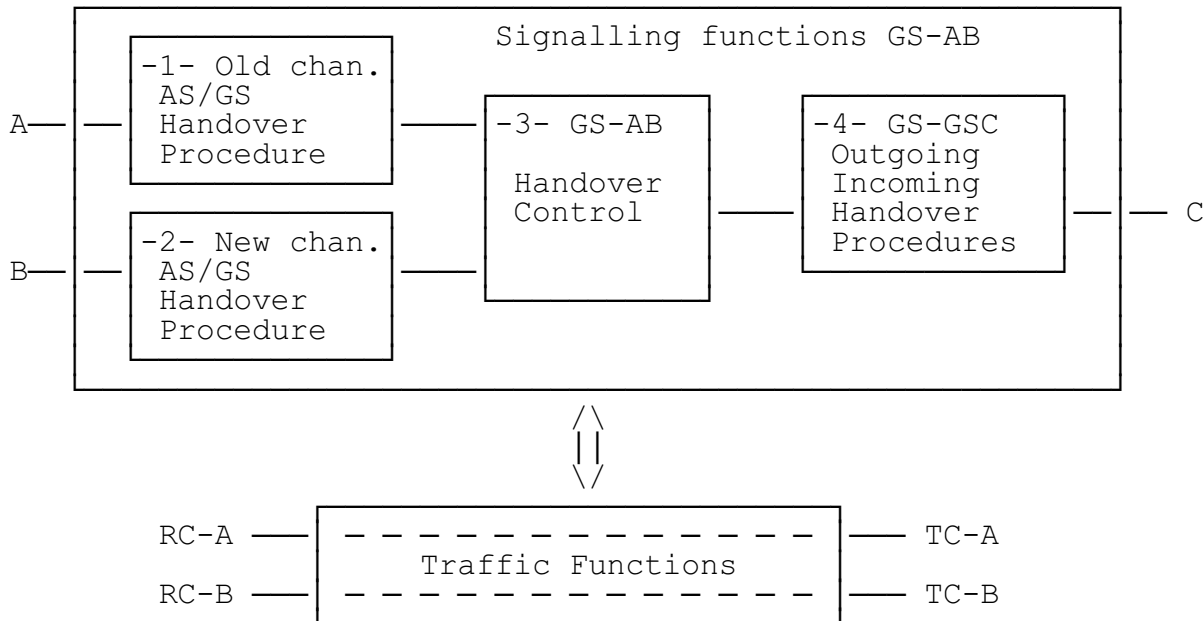 Signalling functions GS-AB
-1- Old chan.
AS/GS
Handover
Procedure
A
-3- GS-AB
Handover
Control
-4- GS-GSC
Outgoing
Incoming
Handover
Procedures
C
-2- New chan.
AS/GS
Handover
Procedure
B
RC-A
TC-A
Traffic Functions
RC-B
TC-B